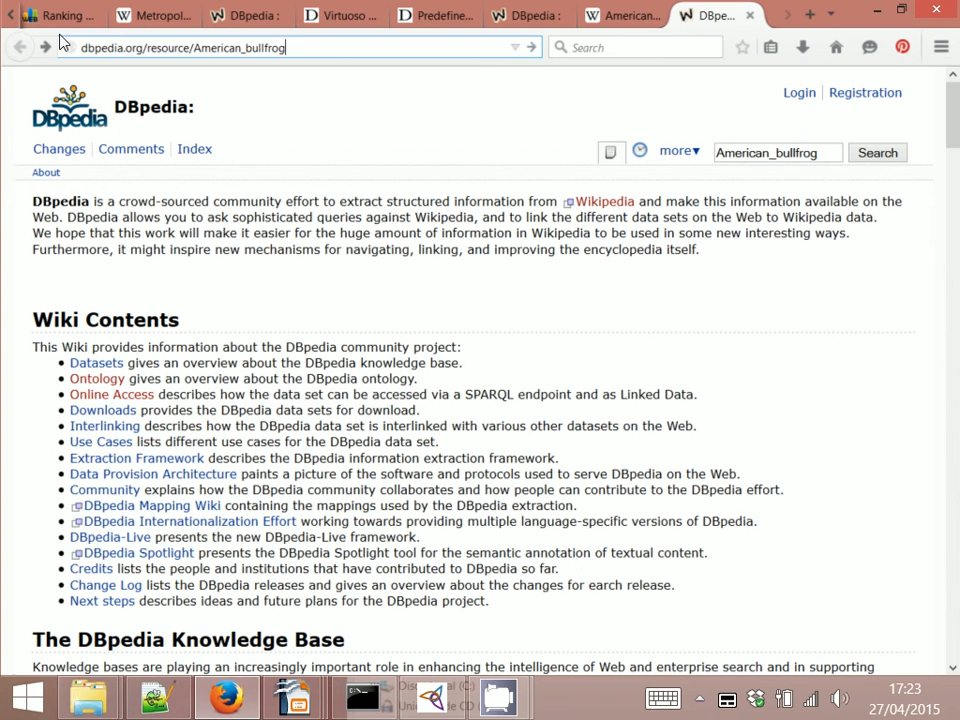 Ranking ...
Metropol...
DBpedia :
Virtuoso ...
Predefine...
DBpedia :
American...
DBpe...
dbpedia.org/resource/American_bullfrog
Search
DBpedia
DBpedia:
Login Registration
Changes Comments Index
more▾ American_bullfrog Search
About
DBpedia is a crowd-sourced community effort to extract structured information from Wikipedia and make this information available on the
Web. DBpedia allows you to ask sophisticated queries against Wikipedia, and to link the different data sets on the Web to Wikipedia data.
We hope that this work will make it easier for the huge amount of information in Wikipedia to be used in some new interesting ways.
Furthermore, it might inspire new mechanisms for navigating, linking, and improving the encyclopedia itself.
Wiki Contents
This Wiki provides information about the DBpedia community project:
• Datasets gives an overview about the DBpedia knowledge base.
• Ontology gives an overview about the DBpedia ontology.
• Online Access describes how the data set can be accessed via a SPARQL endpoint and as Linked Data.
• Downloads provides the DBpedia data sets for download.
• Interlinking describes how the DBpedia data set is interlinked with various other datasets on the Web.
• Use Cases lists different use cases for the DBpedia data set.
• Extraction Framework describes the DBpedia information extraction framework.
• Data Provision Architecture paints a picture of the software and protocols used to serve DBpedia on the Web.
• Community explains how the DBpedia community collaborates and how people can contribute to the DBpedia effort.
• DBpedia Mapping Wiki containing the mappings used by the DBpedia extraction.
• DBpedia Internationalization Effort working towards providing multiple language-specific versions of DBpedia.
• DBpedia-Live presents the new DBpedia-Live framework.
• DBpedia Spotlight presents the DBpedia Spotlight tool for the semantic annotation of textual content.
• Credits lists the people and institutions that have contributed to DBpedia so far.
• Change Log lists the DBpedia releases and gives an overview about the changes for earch release.
• Next steps describes ideas and future plans for the DBpedia project.
The DBpedia Knowledge Base
Knowledge bases are playing an increasingly important role in enhancing the intelligence of Web and enterprise search and in supporting
17:23
27/04/2015